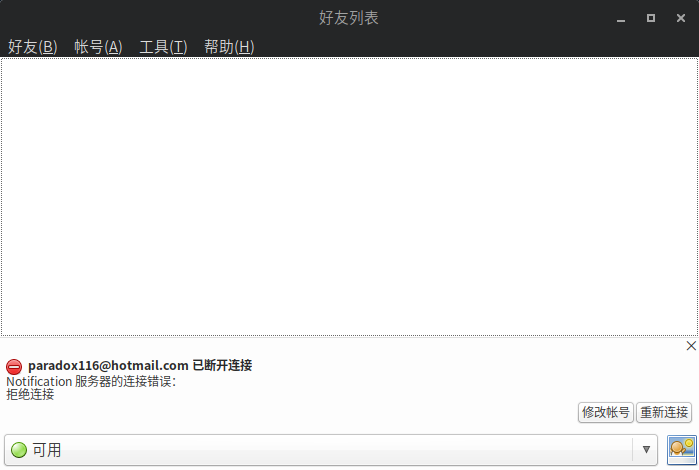 好友列表
好友(B) 帐号(A) 工具(T) 帮助(H)
paradox116@hotmail.com 已断开连接
Notification 服务器的连接错误：
拒绝连接
修改帐号 重新连接
可用